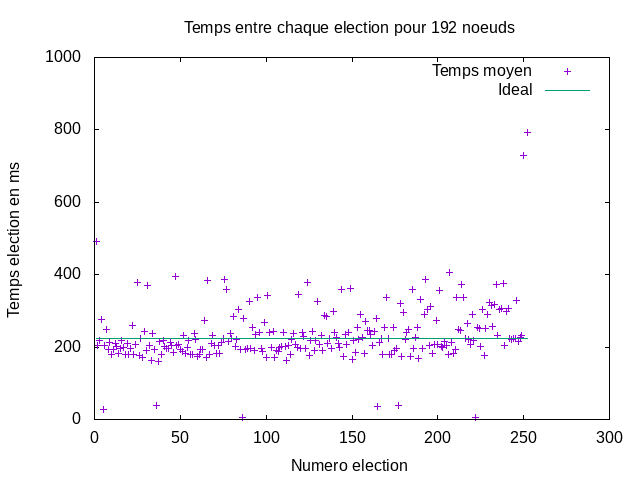 Temps entre chaque election pour 192 noeuds
Temps moyen
Ideal
1000
800
600
400
200
0
Temps election en ms
0 50 100 150 200 250 300
Numero election